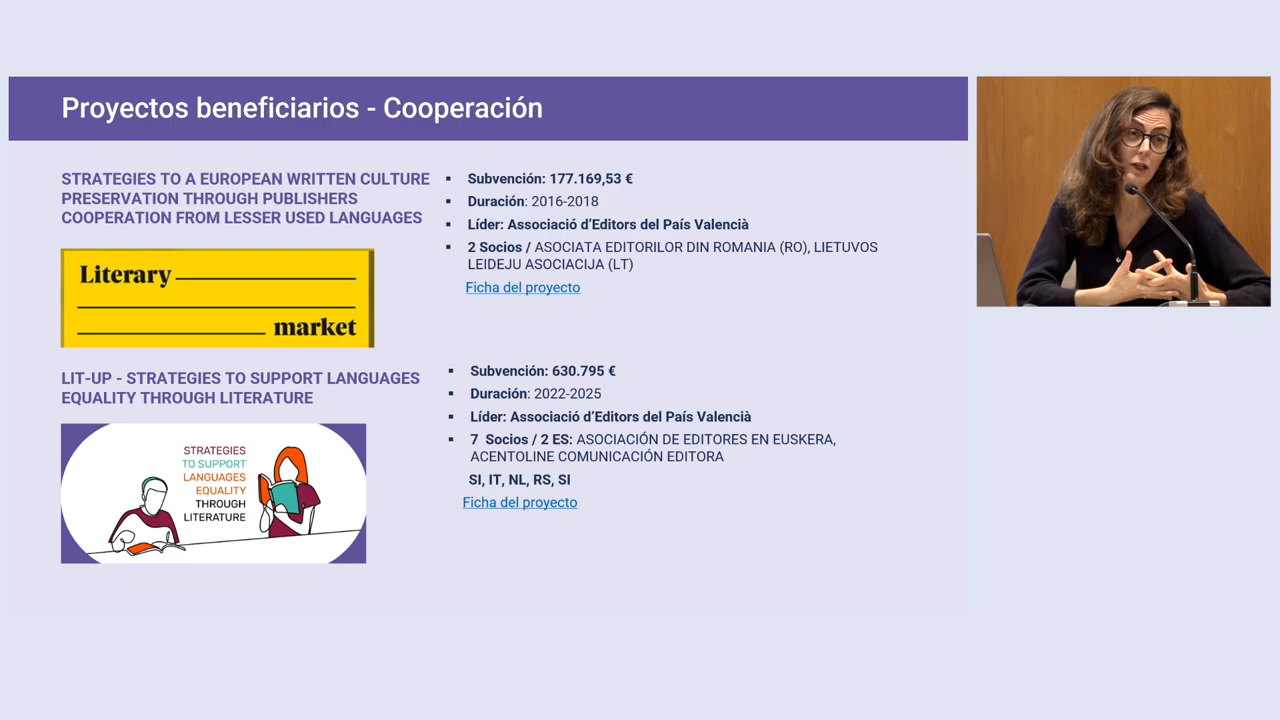 Proyectos beneficiarios - Cooperación
STRATEGIES TO A EUROPEAN WRITTEN CULTURE
PRESERVATION THROUGH PUBLISHERS
COOPERATION FROM LESSER USED LANGUAGES
Literary
market
▪ Subvención: 177.169,53 €
▪ Duración: 2016-2018
▪ Líder: Associació d’Editors del País Valencià
▪ 2 Socios / ASOCIATA EDITORILOR DIN ROMANIA (RO), LIETUVOS
LEIDEJU ASOCIACIJA (LT)
Ficha del proyecto
LIT-UP - STRATEGIES TO SUPPORT LANGUAGES
EQUALITY THROUGH LITERATURE
STRATEGIES
TO SUPPORT
LANGUAGES
EQUALITY
THROUGH
LITERATURE
▪ Subvención: 630.795 €
▪ Duración: 2022-2025
▪ Líder: Associació d’Editors del País Valencià
▪ 7 Socios / 2 ES: ASOCIACIÓN DE EDITORES EN EUSKERA,
ACENTOLINE COMUNICACIÓN EDITORA
SI, IT, NL, RS, SI
Ficha del proyecto